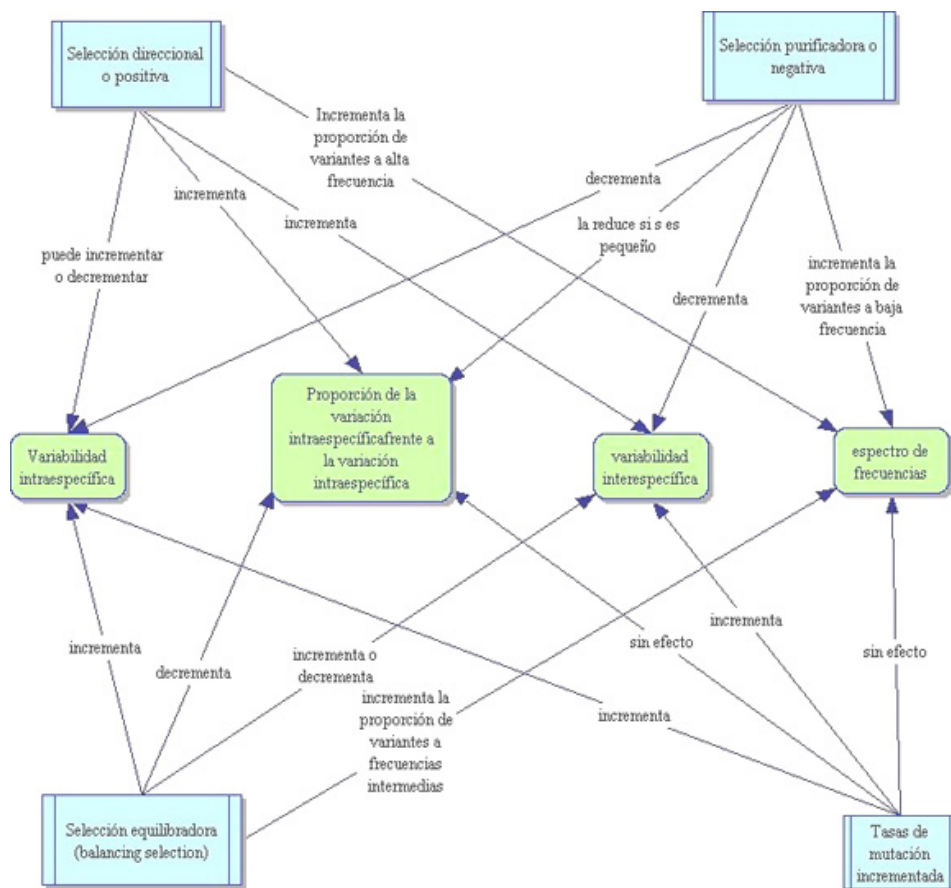 Selección direccional
o positiva
Selección purificadora o
negativa
Incrementa la
proporción de
variantes a alta
frecuencia
decrementa
incrementa
incrementa
la reduce si s es
pequeño
puede incrementar
o decrementar
decrementa
incrementa la
proporción de
variantes a baja
frecuencia
Variabilidad
intraespecífica
Proporción de la
variación
intraespecíficafrente a
la variación
intraespecífica
variabilidad
interespecífica
espectro de
frecuencias
incrementa
decrementa
incrementa o
decrementa
incrementa la
proporción de
variantes a
frecuencias
intermedias
sin efecto
incrementa
incrementa
sin efecto
Selección equilibradora
(balancing selection)
Tasas de
mutación
incrementada